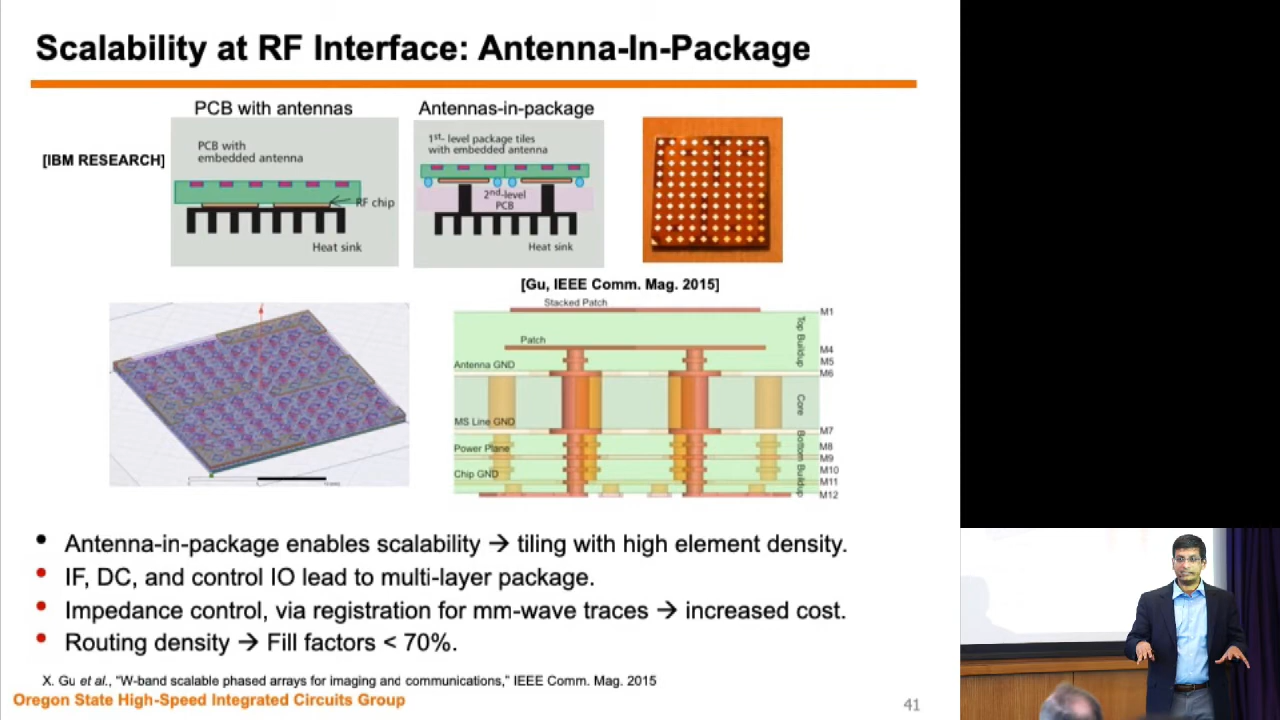 Scalability at RF Interface: Antenna-In-Package
PCB with antennas
Antennas-in-package
[IBM RESEARCH]
PCB with
embedded antenna
RF chip
Heat sink
1st- level package tiles
with embedded antenna
2nd-level
PCB
Heat sink
[Gu, IEEE Comm. Mag. 2015]
Stacked Patch
M1
Patch
Top Buildup
M4
M5
Antenna GND
M6
Core
MS Line GND
M7
Bottom Buildup
M8
Power Plane
M9
M10
Chip GND
M11
M12
• Antenna-in-package enables scalability → tiling with high element density.
• IF, DC, and control IO lead to multi-layer package.
• Impedance control, via registration for mm-wave traces → increased cost.
• Routing density → Fill factors < 70%.
X. Gu et al., “W-band scalable phased arrays for imaging and communications,” IEEE Comm. Mag. 2015
Oregon State High-Speed Integrated Circuits Group
41